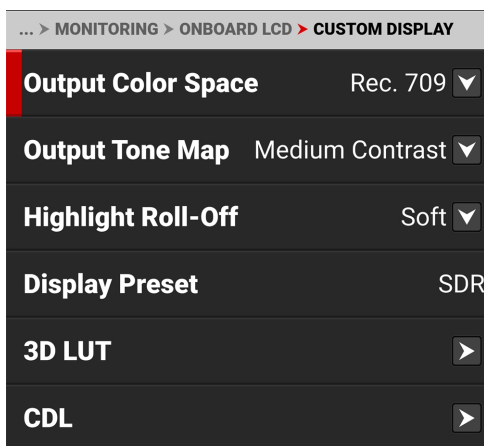 ... > MONITORING > ONBOARD LCD > CUSTOM DISPLAY
Output Color Space Rec. 709
Output Tone Map Medium Contrast
Highlight Roll-Off Soft
Display Preset SDR
3D LUT
CDL